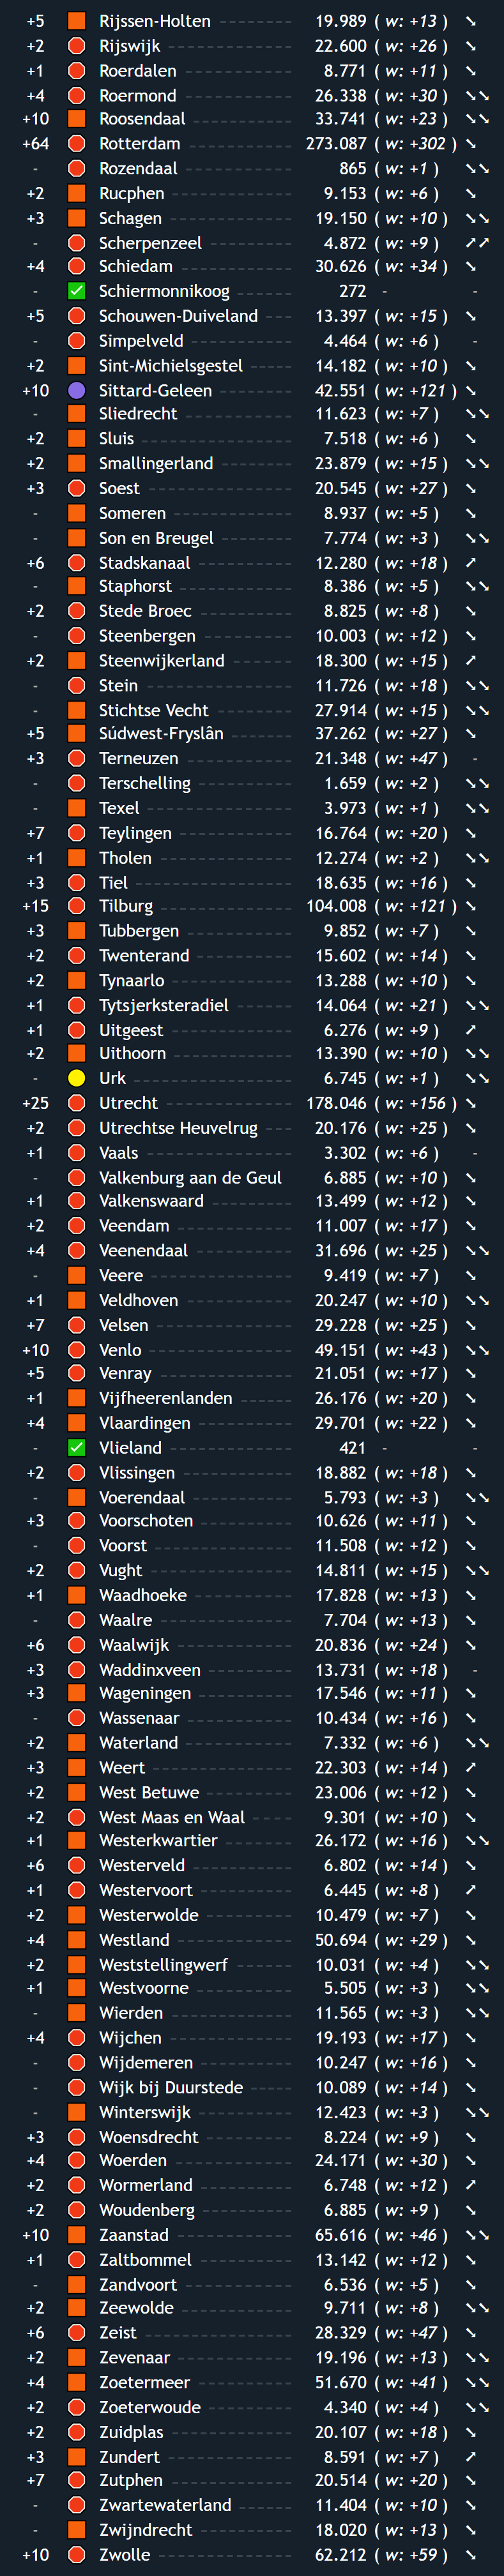 +5 Rijssen-Holten 19.989 ( w: +13 ) ➘
+2 Rijswijk 22.600 ( w: +26 ) ➘
+1 Roerdalen 8.771 ( w: +11 ) ➘
+4 Roermond 26.338 ( w: +30 ) ➘➘
+10 Roosendaal 33.741 ( w: +23 ) ➘➘
+64 Rotterdam 273.087 ( w: +302 ) ➘
- Rozendaal 865 ( w: +1 ) ➘➘
+2 Rucphen 9.153 ( w: +6 ) ➘
+3 Schagen 19.150 ( w: +10 ) ➘➘
- Scherpenzeel 4.872 ( w: +9 ) ➚➚
+4 Schiedam 30.626 ( w: +34 ) ➘
- Schiermonnikoog 272 - -
+5 Schouwen-Duiveland 13.397 ( w: +15 ) ➘
- Simpelveld 4.464 ( w: +6 ) -
+2 Sint-Michielsgestel 14.182 ( w: +10 ) ➘
+10 Sittard-Geleen 42.551 ( w: +121 ) ➘
- Sliedrecht 11.623 ( w: +7 ) ➘➘
+2 Sluis 7.518 ( w: +6 ) ➘
+2 Smallingerland 23.879 ( w: +15 ) ➘➘
+3 Soest 20.545 ( w: +27 ) ➘
- Someren 8.937 ( w: +5 ) ➘
- Son en Breugel 7.774 ( w: +3 ) ➘➘
+6 Stadskanaal 12.280 ( w: +18 ) ➚
- Staphorst 8.386 ( w: +5 ) ➘➘
+2 Stede Broec 8.825 ( w: +8 ) ➘
- Steenbergen 10.003 ( w: +12 ) ➘
+2 Steenwijkerland 18.300 ( w: +15 ) ➚
- Stein 11.726 ( w: +18 ) ➘➘
- Stichtse Vecht 27.914 ( w: +15 ) ➘➘
+5 Súdwest-Fryslân 37.262 ( w: +27 ) ➘
+3 Terneuzen 21.348 ( w: +47 ) -
- Terschelling 1.659 ( w: +2 ) ➘➘
- Texel 3.973 ( w: +1 ) ➘➘
+7 Teylingen 16.764 ( w: +20 ) ➘
+1 Tholen 12.274 ( w: +2 ) ➘➘
+3 Tiel 18.635 ( w: +16 ) ➘
+15 Tilburg 104.008 ( w: +121 ) ➘
+3 Tubbergen 9.852 ( w: +7 ) ➘
+2 Twenterand 15.602 ( w: +14 ) ➘
+2 Tynaarlo 13.288 ( w: +10 ) ➘
+1 Tytsjerksteradiel 14.064 ( w: +21 ) ➘➘
+1 Uitgeest 6.276 ( w: +9 ) ➚
+2 Uithoorn 13.390 ( w: +10 ) ➘➘
- Urk 6.745 ( w: +1 ) ➘➘
+25 Utrecht 178.046 ( w: +156 ) ➘
+2 Utrechtse Heuvelrug 20.176 ( w: +25 ) ➘
+1 Vaals 3.302 ( w: +6 ) -
- Valkenburg aan de Geul 6.885 ( w: +10 ) ➘
+1 Valkenswaard 13.499 ( w: +12 ) ➘
+2 Veendam 11.007 ( w: +17 ) ➘
+4 Veenendaal 31.696 ( w: +25 ) ➘➘
- Veere 9.419 ( w: +7 ) ➘
+1 Veldhoven 20.247 ( w: +10 ) ➘➘
+7 Velsen 29.228 ( w: +25 ) ➘
+10 Venlo 49.151 ( w: +43 ) ➘➘
+5 Venray 21.051 ( w: +17 ) ➘
+1 Vijfheerenlanden 26.176 ( w: +20 ) ➘
+4 Vlaardingen 29.701 ( w: +22 ) ➘
- Vlieland 421 - -
+2 Vlissingen 18.882 ( w: +18 ) ➘
- Voerendaal 5.793 ( w: +3 ) ➘➘
+3 Voorschoten 10.626 ( w: +11 ) ➘
- Voorst 11.508 ( w: +12 ) ➘
+2 Vught 14.811 ( w: +15 ) ➘➘
+1 Waadhoeke 17.828 ( w: +13 ) ➘
- Waalre 7.704 ( w: +13 ) ➘
+6 Waalwijk 20.836 ( w: +24 ) ➘
+3 Waddinxveen 13.731 ( w: +18 ) -
+3 Wageningen 17.546 ( w: +11 ) ➘
- Wassenaar 10.434 ( w: +16 ) ➘
+2 Waterland 7.332 ( w: +6 ) ➘➘
+3 Weert 22.303 ( w: +14 ) ➚
+2 West Betuwe 23.006 ( w: +12 ) ➘
+2 West Maas en Waal 9.301 ( w: +10 ) ➘
+1 Westerkwartier 26.172 ( w: +16 ) ➘➘
+6 Westerveld 6.802 ( w: +14 ) ➘
+1 Westervoort 6.445 ( w: +8 ) ➚
+2 Westerwolde 10.479 ( w: +7 ) ➘
+4 Westland 50.694 ( w: +29 ) ➘
+2 Weststellingwerf 10.031 ( w: +4 ) ➘➘
+1 Westvoorne 5.505 ( w: +3 ) ➘➘
- Wierden 11.565 ( w: +3 ) ➘➘
+4 Wijchen 19.193 ( w: +17 ) ➘
- Wijdemeren 10.247 ( w: +16 ) ➘
- Wijk bij Duurstede 10.089 ( w: +14 ) ➘
- Winterswijk 12.423 ( w: +3 ) ➘➘
+3 Woensdrecht 8.224 ( w: +9 ) ➘
+4 Woerden 24.171 ( w: +30 ) ➘
+2 Wormerland 6.748 ( w: +12 ) ➚
+2 Woudenberg 6.885 ( w: +9 ) ➘
+10 Zaanstad 65.616 ( w: +46 ) ➘➘
+1 Zaltbommel 13.142 ( w: +12 ) ➘
- Zandvoort 6.536 ( w: +5 ) ➘
+2 Zeewolde 9.711 ( w: +8 ) ➘➘
+6 Zeist 28.329 ( w: +47 ) ➘
+2 Zevenaar 19.196 ( w: +13 ) ➘➘
+4 Zoetermeer 51.670 ( w: +41 ) ➘➘
+2 Zoeterwoude 4.340 ( w: +4 ) ➘➘
+2 Zuidplas 20.107 ( w: +18 ) ➘
+3 Zundert 8.591 ( w: +7 ) ➚
+7 Zutphen 20.514 ( w: +20 ) ➘
- Zwartewaterland 11.404 ( w: +10 ) ➘
- Zwijndrecht 18.020 ( w: +13 ) ➘
+10 Zwolle 62.212 ( w: +59 ) ➘